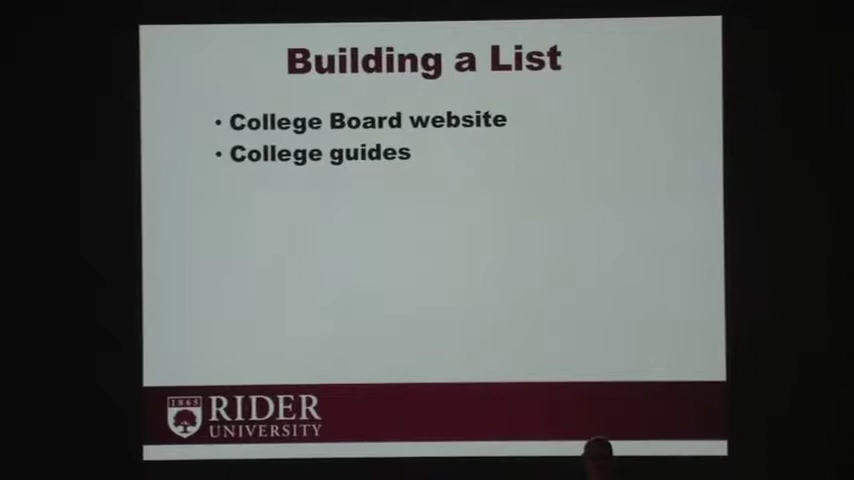 Building a List
• College Board website
• College guides
1865
RIDER
UNIVERSITY